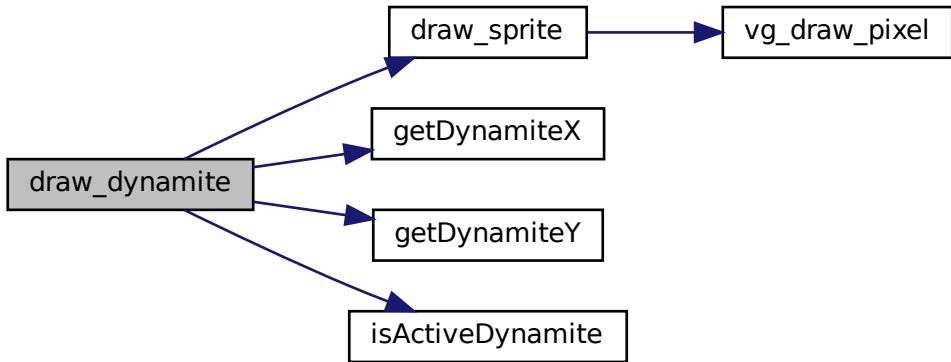 draw_sprite
vg_draw_pixel
getDynamiteX
draw_dynamite
getDynamiteY
isActiveDynamite